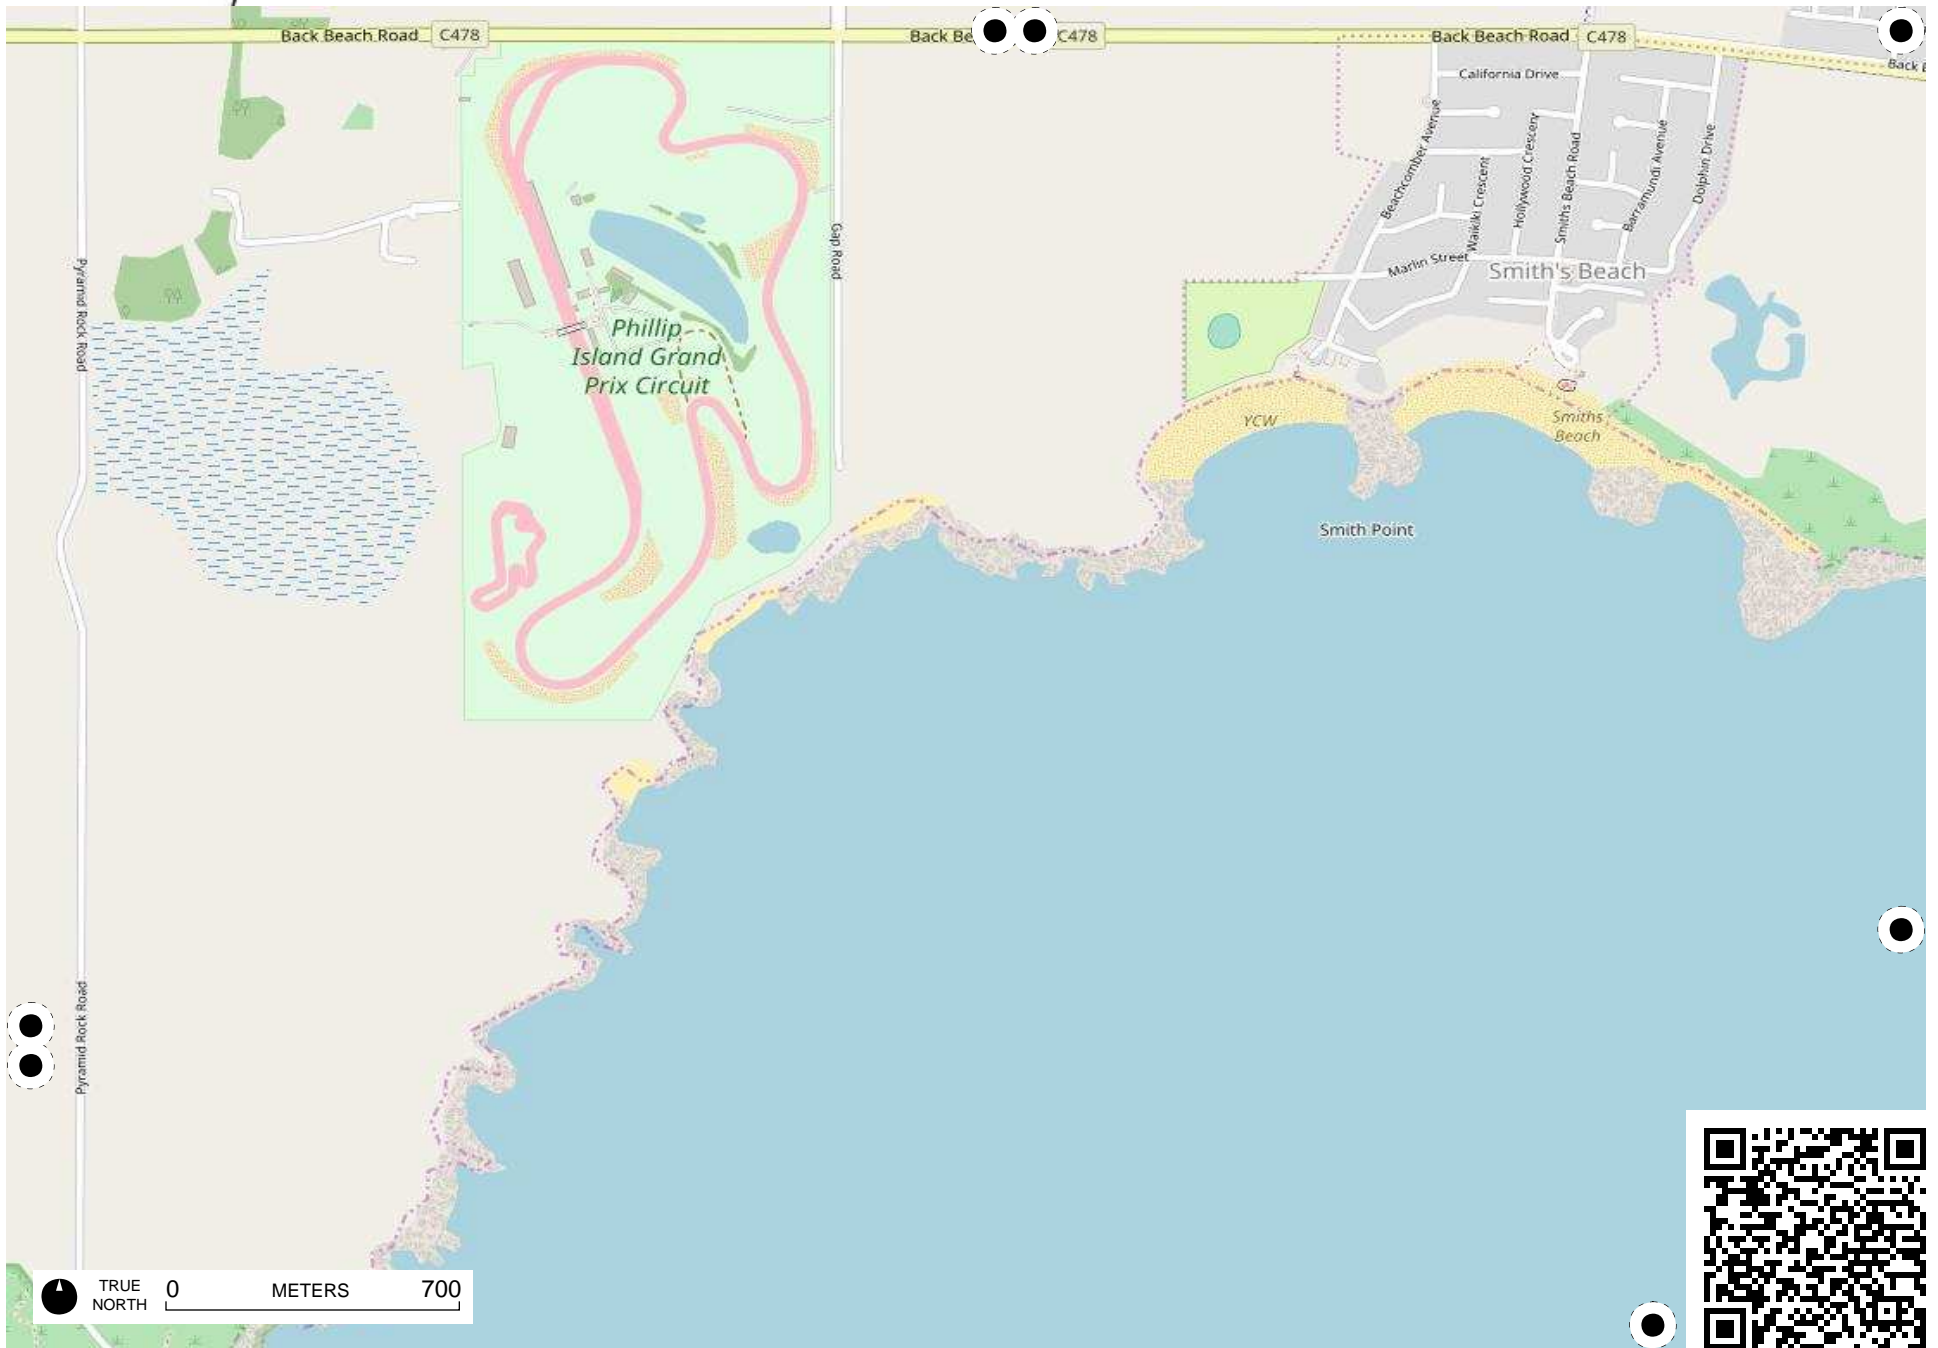 Back Beach Road
C478
Back Be
C478
Back Beach Road
C478
Back B
California Drive
Beachcomber Avenue
Waikiki Crescent
Hollywood Crescent
Smiths Beach Road
Barramundi Avenue
Dolphin Drive
Marlin Street
Smith's Beach
Gap Road
Pyramid Rock Road
Phillip
Island Grand
Prix Circuit
YCW
Smiths
Beach
Smith Point
Pyramid Rock Road
TRUE
NORTH
0 METERS 700